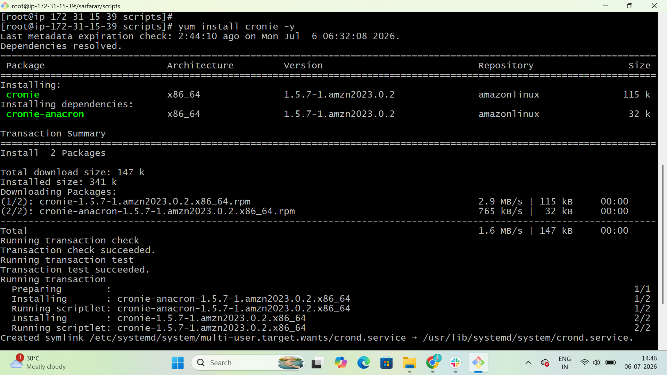 root@ip-172-31-15-39:/sarfaraz/scripts
[root@ip-172-31-15-39 scripts]#
[root@ip-172-31-15-39 scripts]# yum install cronie -y
Last metadata expiration check: 2:44:10 ago on Mon Jul  6 06:32:08 2026.
Dependencies resolved.
Package Architecture Version Repository Size
Installing:
cronie x86_64 1.5.7-1.amzn2023.0.2 amazonlinux 115 k
Installing dependencies:
cronie-anacron x86_64 1.5.7-1.amzn2023.0.2 amazonlinux 32 k
Transaction Summary
Install  2 Packages
Total download size: 147 k
Installed size: 341 k
Downloading Packages:
(1/2): cronie-1.5.7-1.amzn2023.0.2.x86_64.rpm 2.9 MB/s | 115 kB 00:00
(2/2): cronie-anacron-1.5.7-1.amzn2023.0.2.x86_64.rpm 765 kB/s |  32 kB 00:00
Total 1.6 MB/s | 147 kB 00:00
Running transaction check
Transaction check succeeded.
Running transaction test
Transaction test succeeded.
Running transaction
Preparing : 1/1
Installing : cronie-anacron-1.5.7-1.amzn2023.0.2.x86_64 1/2
Running scriptlet: cronie-anacron-1.5.7-1.amzn2023.0.2.x86_64 1/2
Installing : cronie-1.5.7-1.amzn2023.0.2.x86_64 2/2
Running scriptlet: cronie-1.5.7-1.amzn2023.0.2.x86_64 2/2
Created symlink /etc/systemd/system/multi-user.target.wants/crond.service → /usr/lib/systemd/system/crond.service.
1
30°C
Mostly cloudy
Search
ENG
IN
14:46
06-07-2026